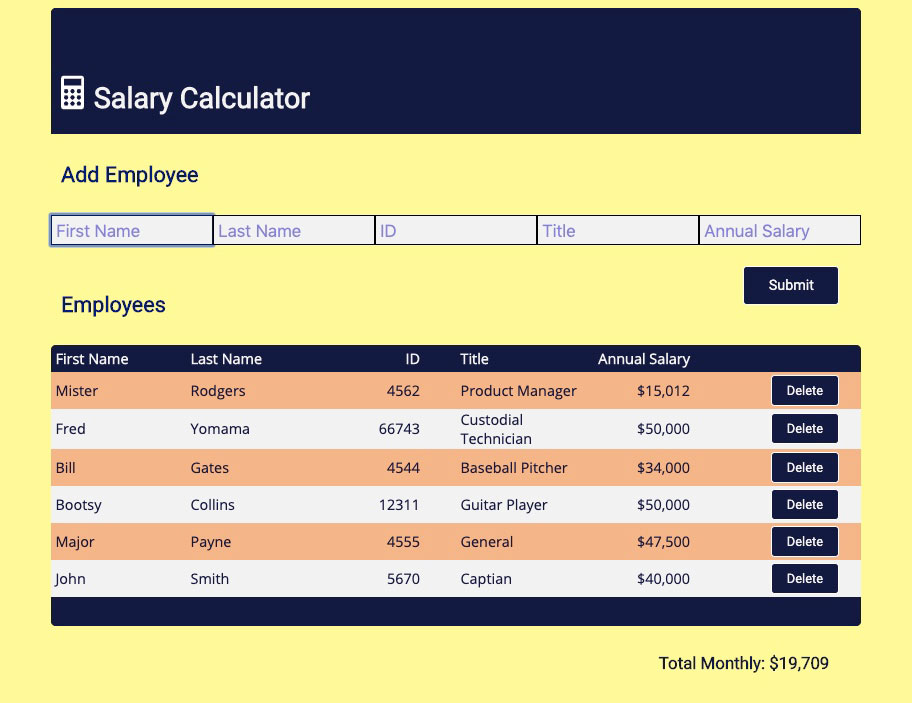 Salary Calculator
Add Employee
First Name Last Name ID Title Annual Salary
Submit
Employees
First Name Last Name ID Title Annual Salary
Mister Rodgers 4562 Product Manager $15,012 Delete
Fred Yomama 66743 Custodial Technician $50,000 Delete
Bill Gates 4544 Baseball Pitcher $34,000 Delete
Bootsy Collins 12311 Guitar Player $50,000 Delete
Major Payne 4555 General $47,500 Delete
John Smith 5670 Captian $40,000 Delete
Total Monthly: $19,709